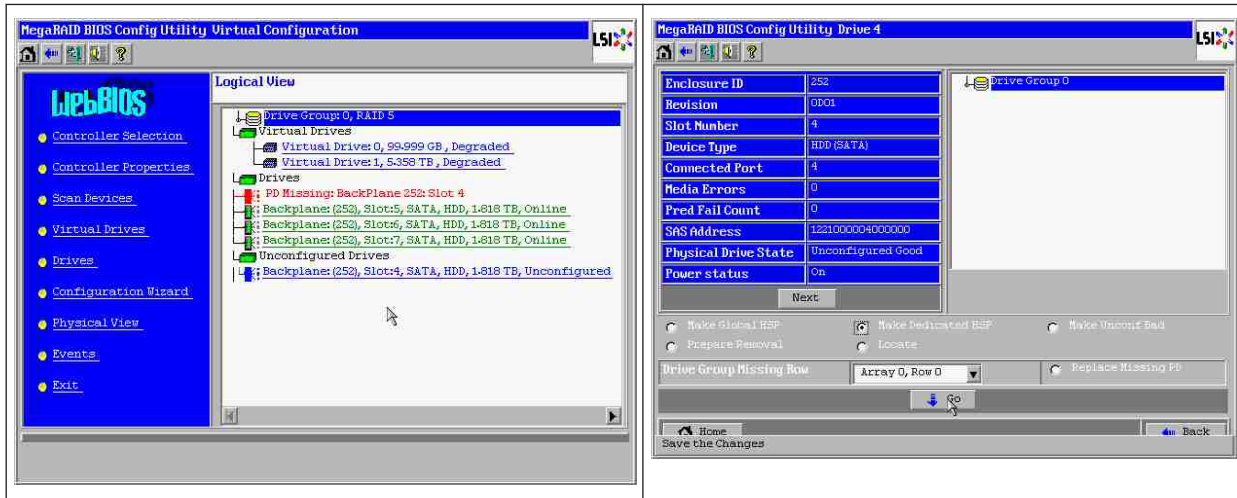 MegaRAID BIOS Config Utility Virtual Configuration
LSI
WebBIOS
Controller Selection
Controller Properties
Scan Devices
Virtual Drives
Drives
Configuration Wizard
Physical View
Events
Exit
Logical View
Drive Group: 0, RAID 5
Virtual Drives
Virtual Drive: 0, 99.999 GB, Degraded
Virtual Drive: 1, 5.358 TB, Degraded
Drives
PD Missing: BackPlane 252: Slot 4
Backplane: (252), Slot:5, SATA, HDD, 1.818 TB, Online
Backplane: (252), Slot:6, SATA, HDD, 1.818 TB, Online
Backplane: (252), Slot:7, SATA, HDD, 1.818 TB, Online
Unconfigured Drives
Backplane: (252), Slot:4, SATA, HDD, 1.818 TB, Unconfigured
MegaRAID BIOS Config Utility Drive 4
LSI
Enclosure ID 252
Revision 0D01
Slot Number 4
Device Type HDD (SATA)
Connected Port 4
Media Errors 0
Pred Fail Count 0
SAS Address 1221000004000000
Physical Drive State Unconfigured Good
Power status On
Next
Drive Group 0
Make Global HSP Make Dedicated HSP Make Unconf Bad
Prepare Removal Locate
Drive Group Missing Row Array 0, Row 0 Replace Missing PD
Go
Home Back
Save the Changes